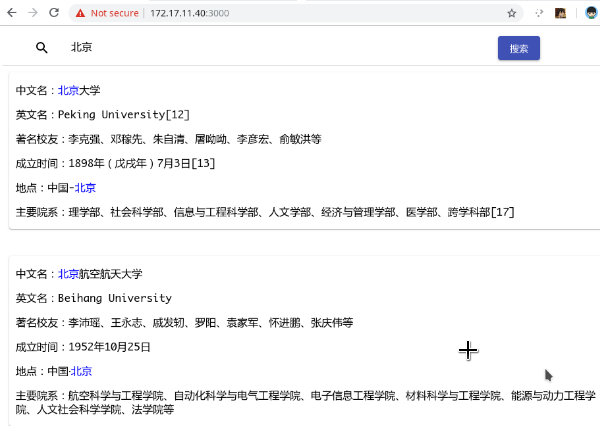 Not secure | 172.17.11.40:3000
北京
搜索
中文名：北京大学
英文名：Peking University[12]
著名校友：李克强、邓稼先、朱自清、屠呦呦、李彦宏、俞敏洪等
成立时间：1898年（戊戌年）7月3日[13]
地点：中国-北京
主要院系：理学部、社会科学部、信息与工程科学部、人文学部、经济与管理学部、医学部、跨学科部[17]
中文名：北京航空航天大学
英文名：Beihang University
著名校友：李沛瑶、王永志、戚发轫、罗阳、袁家军、怀进鹏、张庆伟等
成立时间：1952年10月25日
地点：中国·北京
主要院系：航空科学与工程学院、自动化科学与电气工程学院、电子信息工程学院、材料科学与工程学院、能源与动力工程学
院、人文社会科学学院、法学院等